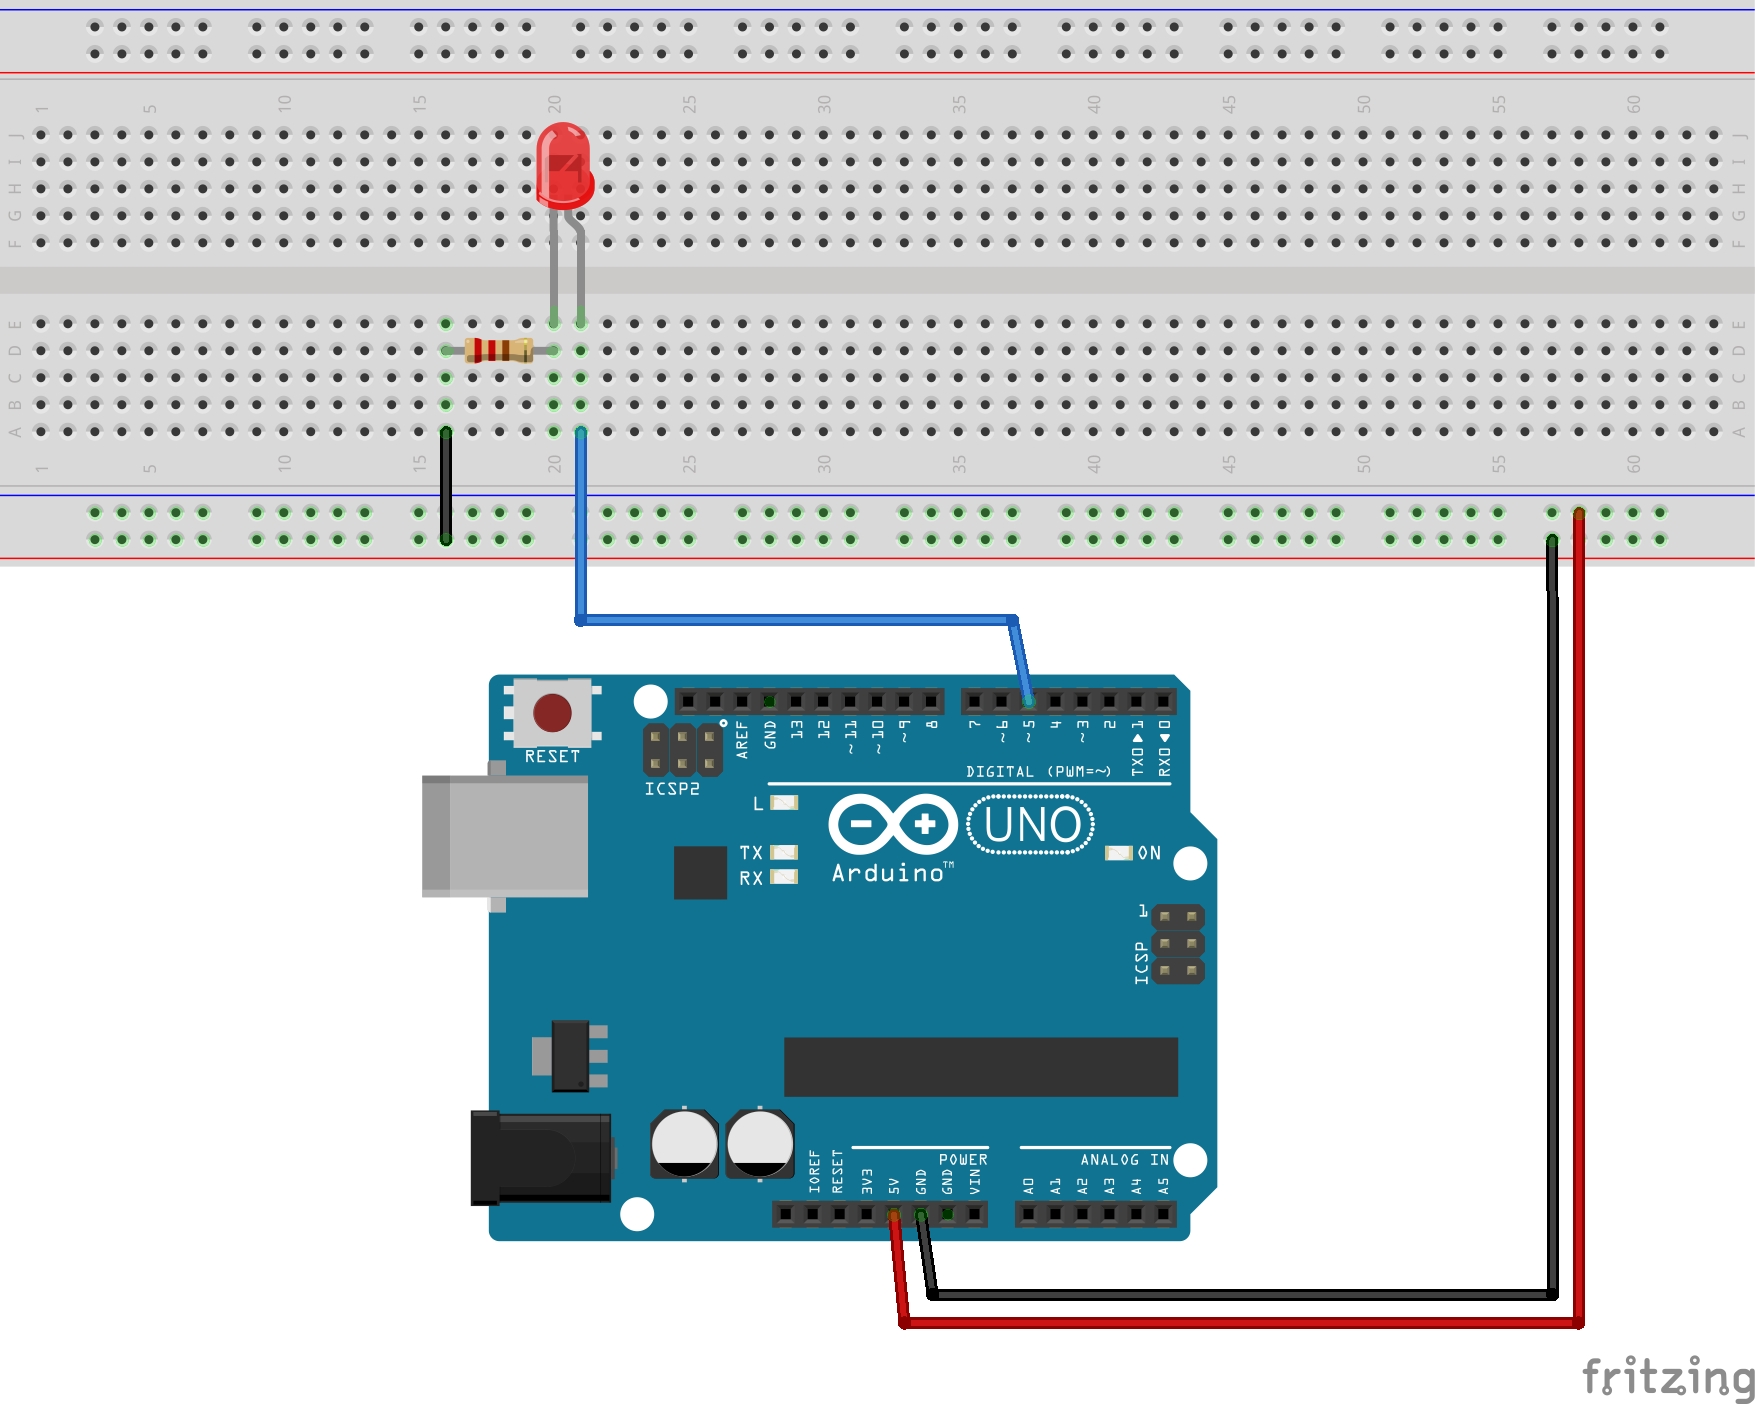 1 5 10 15 20 25 30 35 40 45 50 55 60
J J
I I
H H
G G
F F
E E
D D
C C
B B
A A
1 5 10 15 20 25 30 35 40 45 50 55 60
RESET
ICSP2
AREF
GND
13
12
~11
~10
~9
8
7
~6
~5
4
~3
2
TX0▶1
RX0◀0
DIGITAL (PWM=~)
L
TX
RX
UNO
Arduino™
ON
1
ICSP
IOREF
RESET
3V3
5V
GND
GND
VIN
POWER
ANALOG IN
A0
A1
A2
A3
A4
A5
fritzing